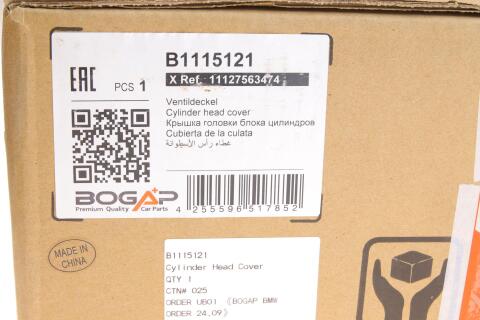 B1115121
X Ref. 11127563474
EAC
PCS 1
Ventildeckel
Cylinder head cover
Крышка головки блока цилиндров
Cubierta de la culata
غطاء رأس الأسطوانة
BOGAP
Premium Quality Car Parts
4 255596 517852
MADE IN
CHINA
B1115121
Cylinder Head Cover
QTY 1
CTN# 025
ORDER UB01 《BOGAP BMW
ORDER 24.09》